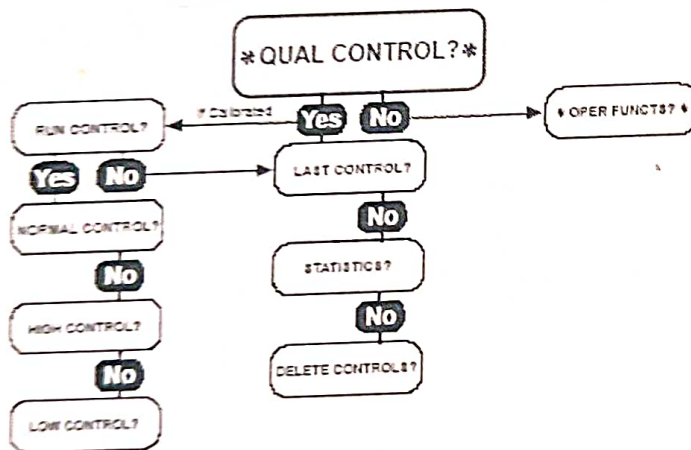 *QUAL CONTROL?*
If Calibrated
Yes
No
RUN CONTROL?
♦ OPER FUNCTS? ♦
Yes
No
LAST CONTROL?
NORMAL CONTROL?
No
STATISTICS?
No
HIGH CONTROL?
No
No
DELETE CONTROLS?
LOW CONTROL?